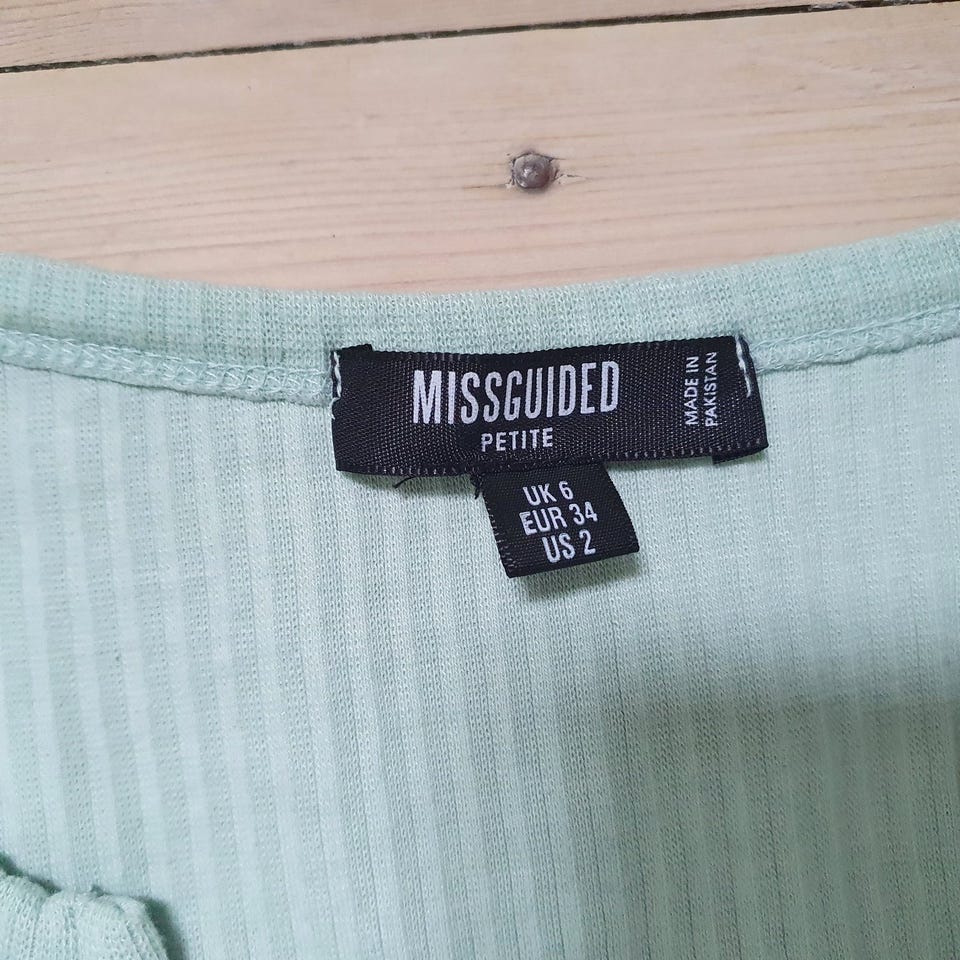 MISSGUIDED
PETITE
MADE IN
PAKISTAN
UK 6
EUR 34
US 2